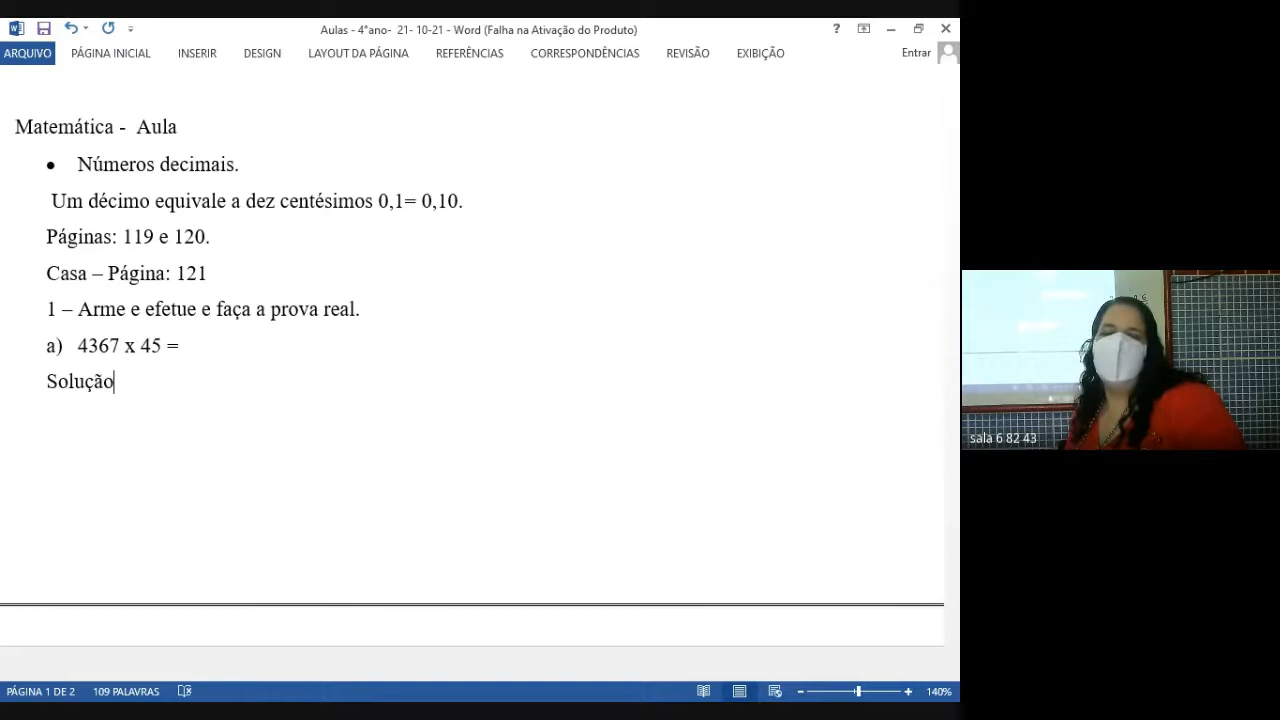 Aulas - 4°ano- 21- 10-21 - Word (Falha na Ativação do Produto)
?
ARQUIVO PÁGINA INICIAL INSERIR DESIGN LAYOUT DA PÁGINA REFERÊNCIAS CORRESPONDÊNCIAS REVISÃO EXIBIÇÃO Entrar
Matemática - Aula
• Números decimais.
Um décimo equivale a dez centésimos 0,1= 0,10.
Páginas: 119 e 120.
Casa – Página: 121
1 – Arme e efetue e faça a prova real.
a) 4367 x 45 =
Solução
sala 6 82 43
PÁGINA 1 DE 2 109 PALAVRAS 140%